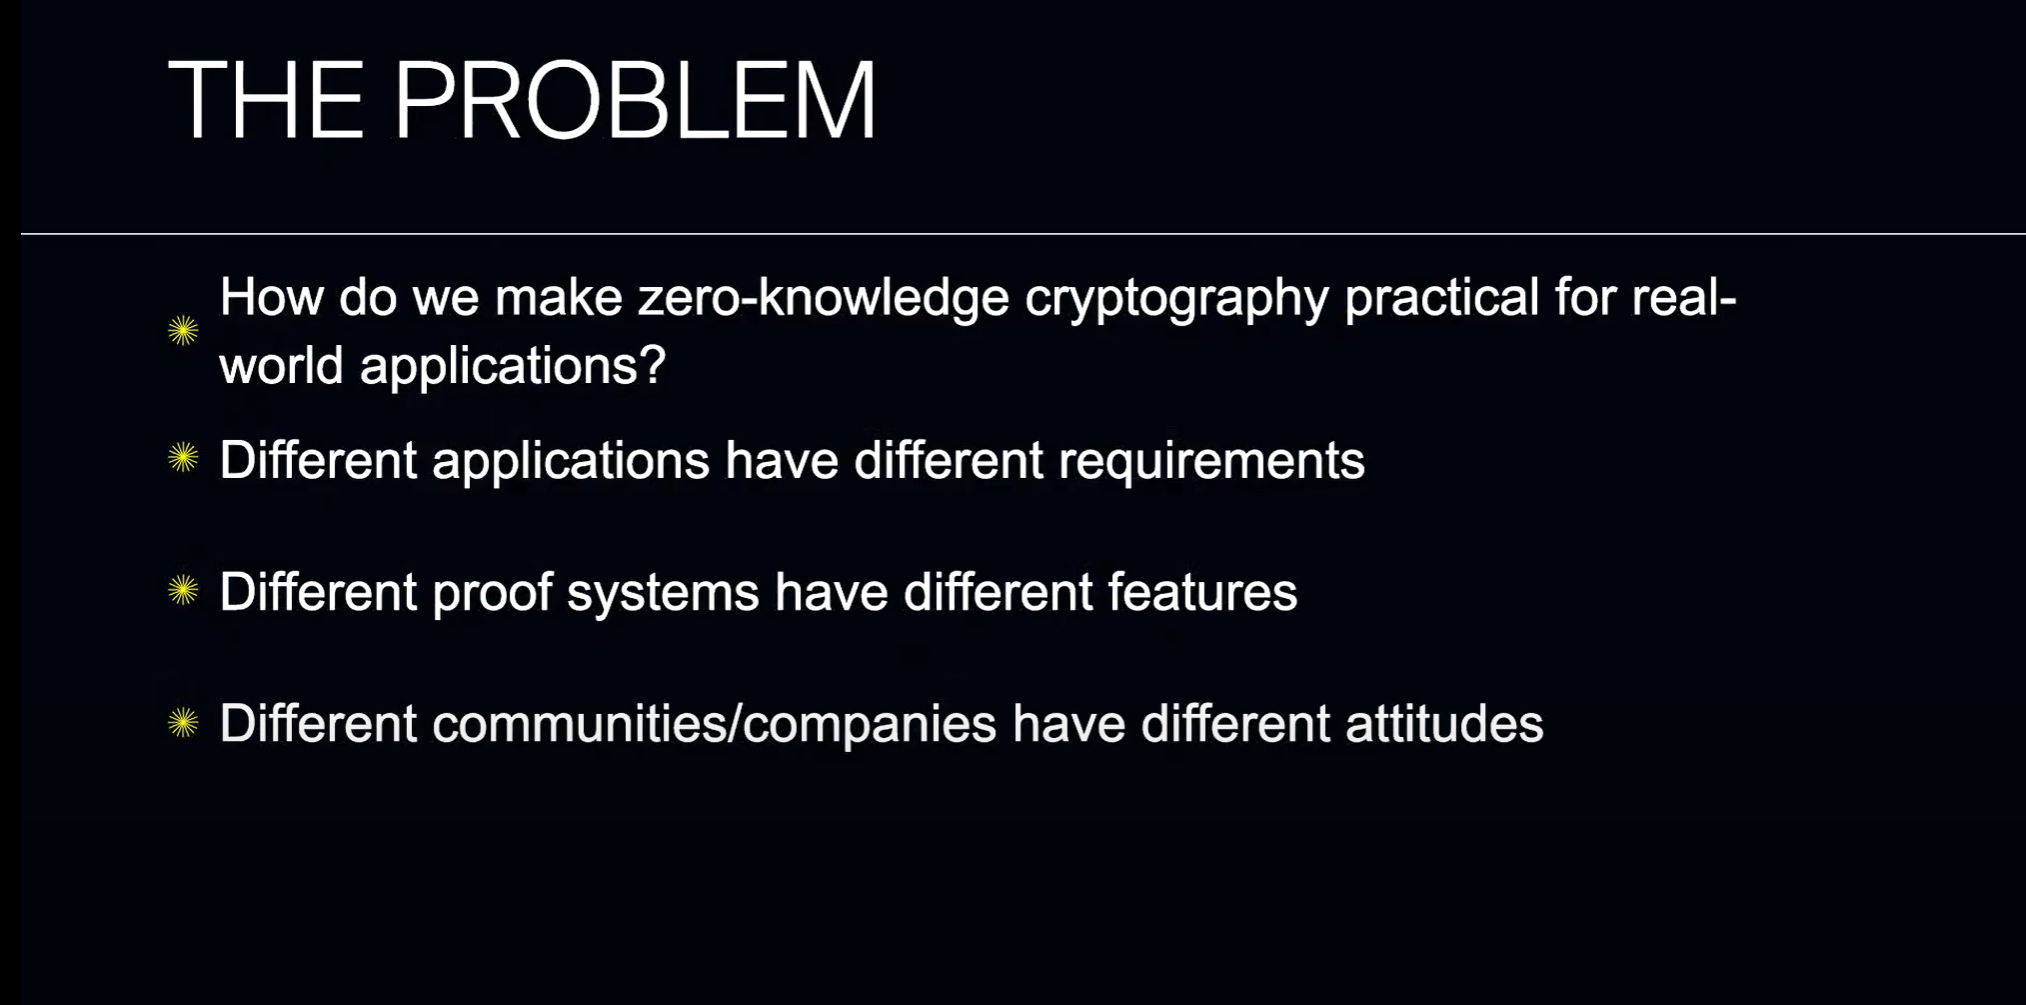 THE PROBLEM
How do we make zero-knowledge cryptography practical for real-
world applications?
Different applications have different requirements
Different proof systems have different features
Different communities/companies have different attitudes